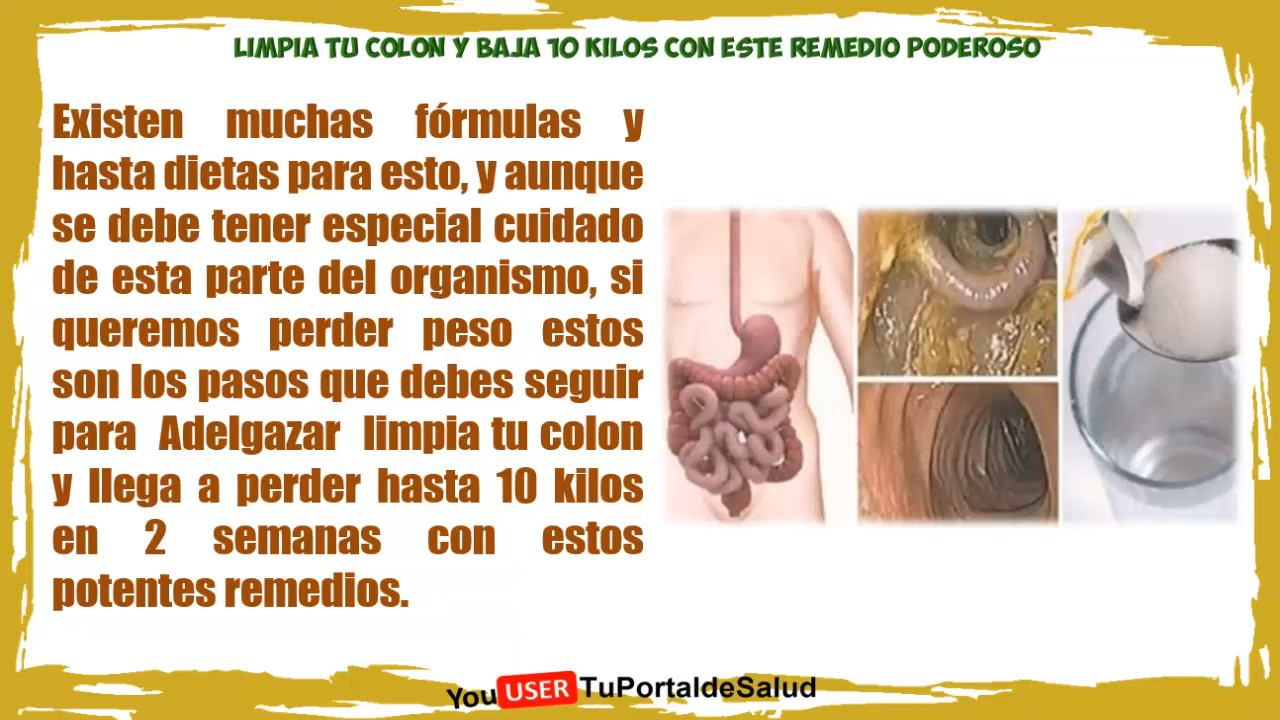 LIMPIA TU COLON Y BAJA 10 KILOS CON ESTE REMEDIO PODEROSO
Existen muchas fórmulas y
hasta dietas para esto, y aunque
se debe tener especial cuidado
de esta parte del organismo, si
queremos perder peso estos
son los pasos que debes seguir
para Adelgazar limpia tu colon
y llega a perder hasta 10 kilos
en 2 semanas con estos
potentes remedios.
You USER TuPortaldeSalud